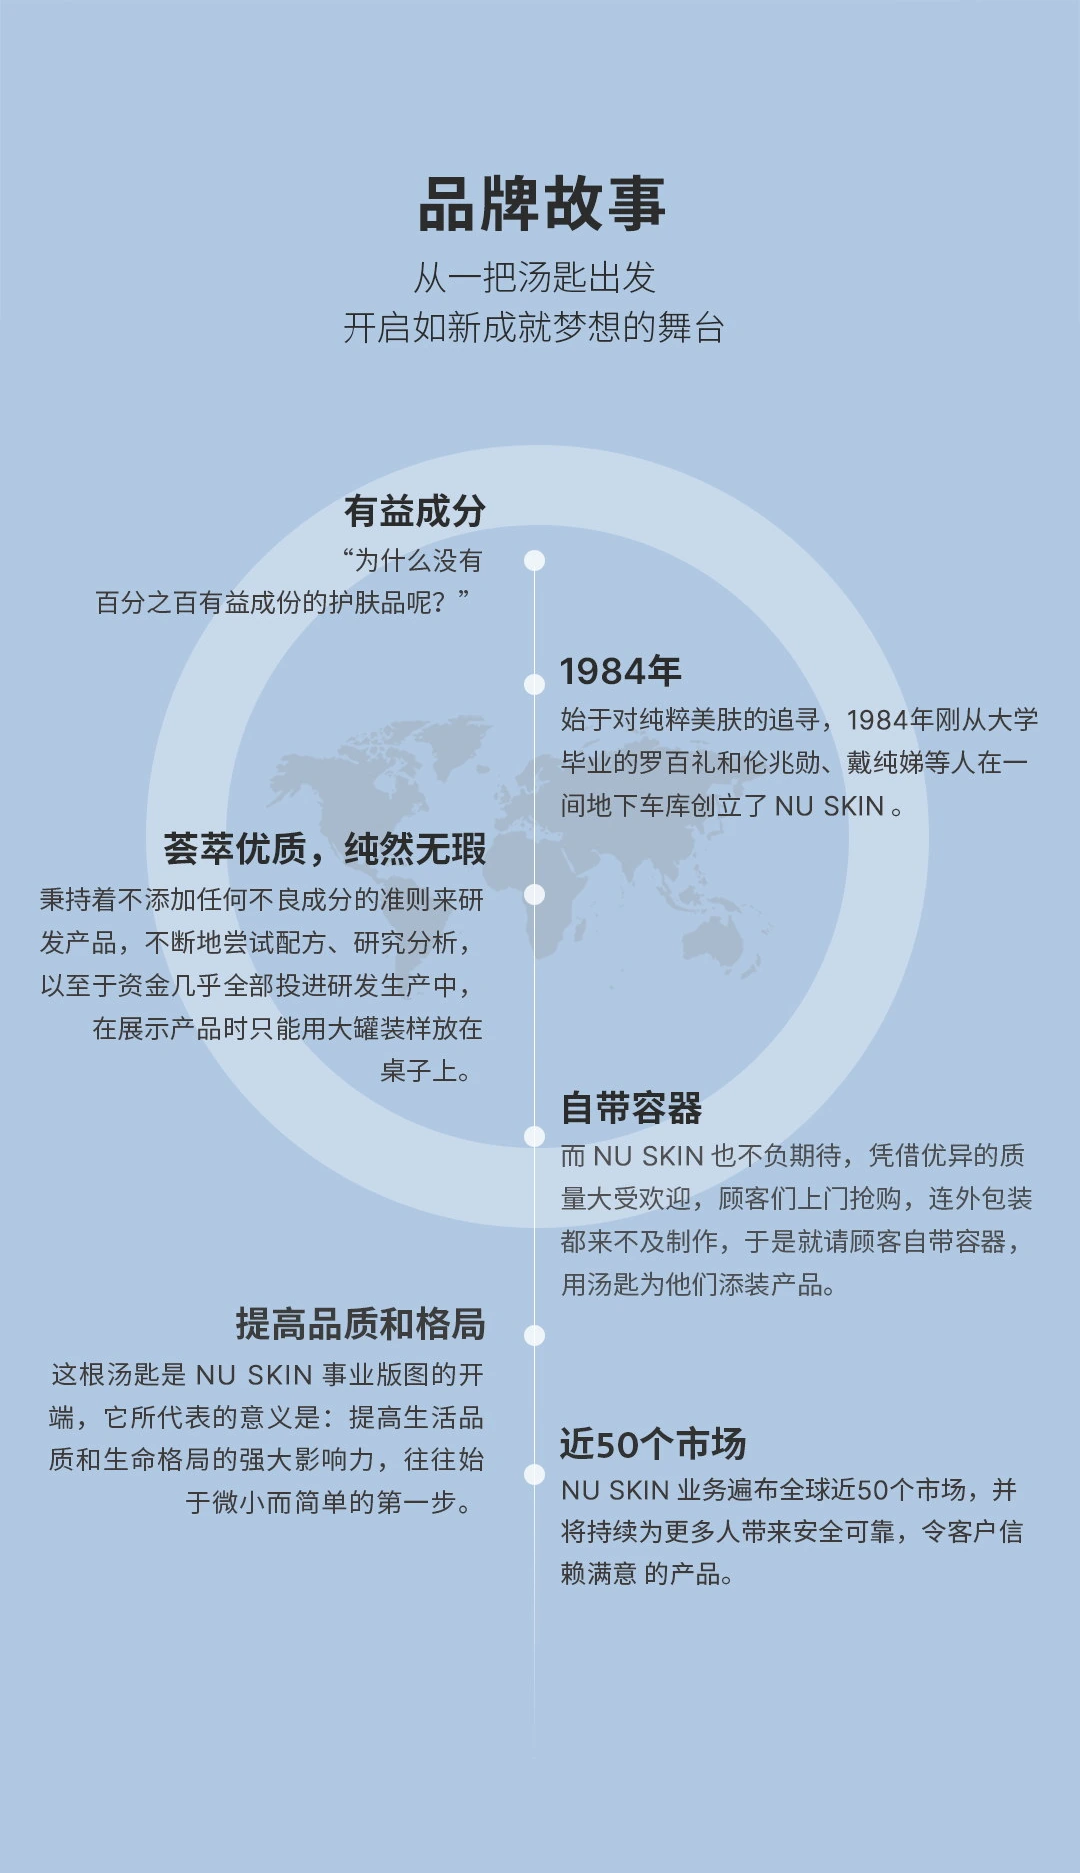 品牌故事
从一把汤匙出发
开启如新成就梦想的舞台
有益成分
“为什么没有
百分之百有益成份的护肤品呢？”
1984年
始于对纯粹美肤的追寻，1984年刚从大学
毕业的罗百礼和伦兆勋、戴纯娣等人在一
间地下车库创立了 NU SKIN 。
荟萃优质，纯然无瑕
秉持着不添加任何不良成分的准则来研
发产品，不断地尝试配方、研究分析，
以至于资金几乎全部投进研发生产中，
在展示产品时只能用大罐装样放在
桌子上。
自带容器
而 NU SKIN 也不负期待，凭借优异的质
量大受欢迎，顾客们上门抢购，连外包装
都来不及制作，于是就请顾客自带容器，
用汤匙为他们添装产品。
提高品质和格局
这根汤匙是 NU SKIN 事业版图的开
端，它所代表的意义是：提高生活品
质和生命格局的强大影响力，往往始
于微小而简单的第一步。
近50个市场
NU SKIN 业务遍布全球近50个市场，并
将持续为更多人带来安全可靠，令客户信
赖满意 的产品。